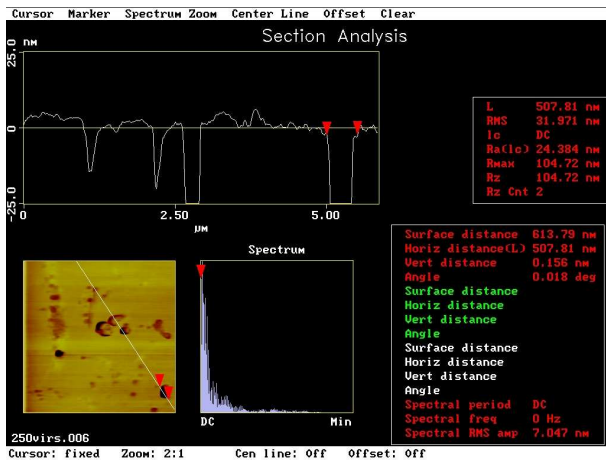 Cursor Marker Spectrum Zoom Center Line Offset Clear
Section Analysis
25.0
nM
0
-25.0
0 2.50 5.00
µM
L 507.81 nM
RMS 31.971 nM
lc DC
Ra(lc) 24.384 nM
Rmax 104.72 nM
Rz 104.72 nM
Rz Cnt 2
Spectrum
DC Min
Surface distance 613.79 nM
Horiz distance(L) 507.81 nM
Vert distance 0.156 nM
Angle 0.018 deg
Surface distance
Horiz distance
Vert distance
Angle
Surface distance
Horiz distance
Vert distance
Angle
Spectral period DC
Spectral freq 0 Hz
Spectral RMS amp 7.047 nM
250virs.006
Cursor: fixed Zoom: 2:1 Cen line: Off Offset: Off